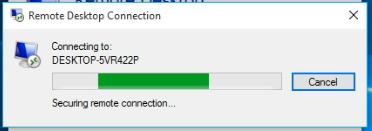 Remote Desktop Connection
Connecting to:
DESKTOP-5VR422P
Cancel
Securing remote connection...